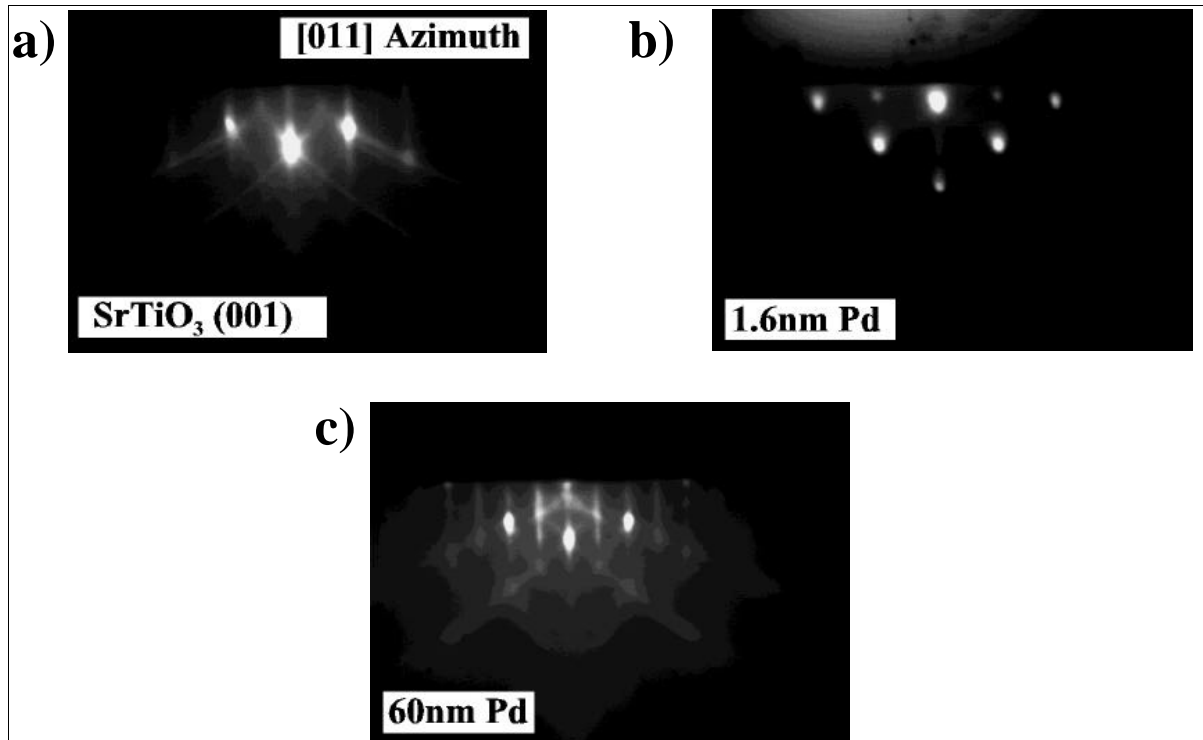 a)
[011] Azimuth
SrTiO₃ (001)
b)
1.6nm Pd
c)
60nm Pd